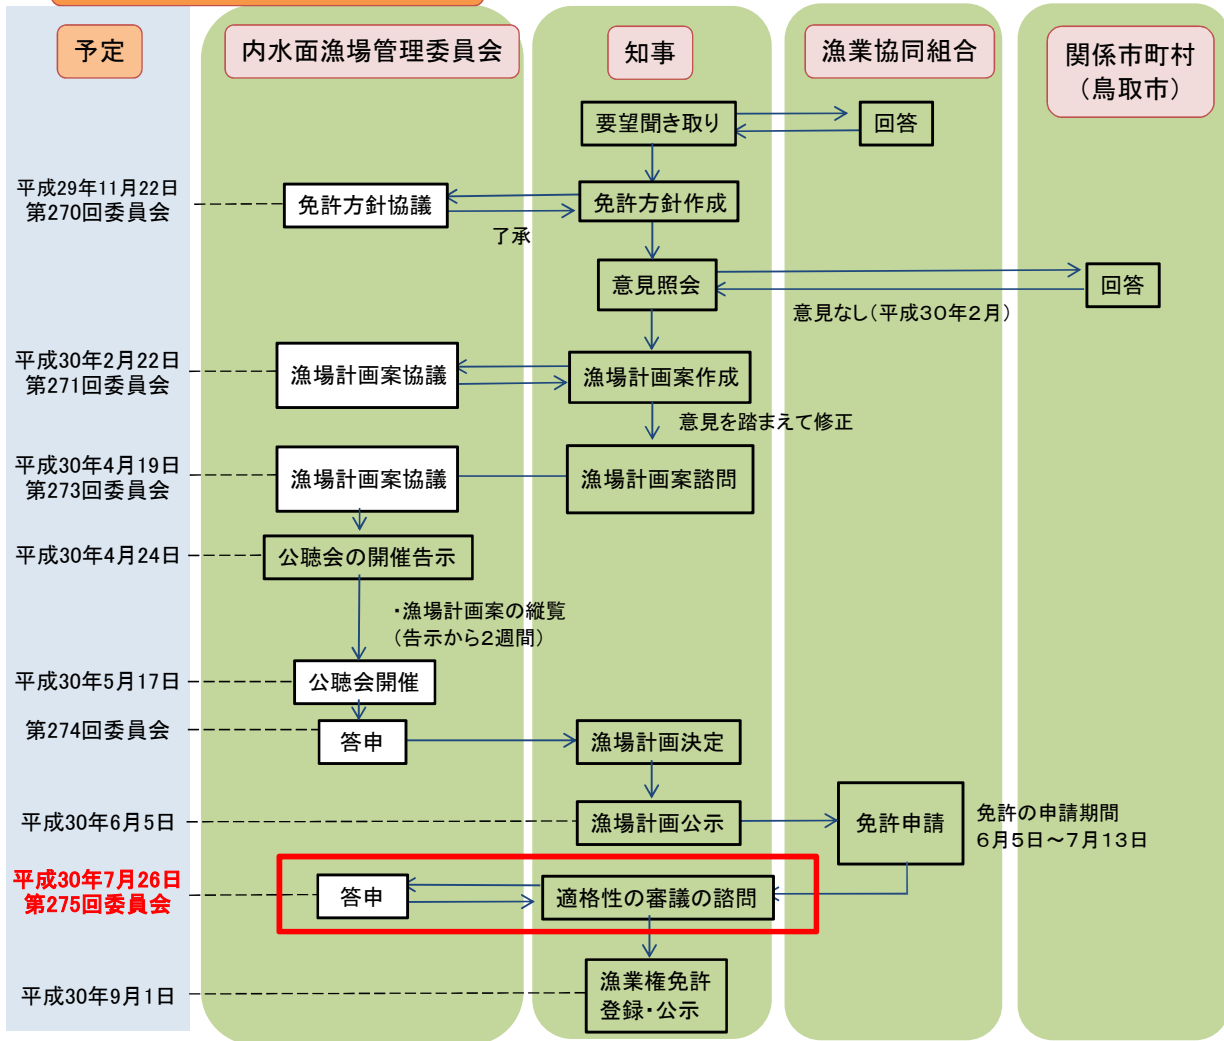 予定
内水面漁場管理委員会
知事
漁業協同組合
関係市町村
（鳥取市）
要望聞き取り
回答
平成29年11月22日
第270回委員会
免許方針協議
免許方針作成
了承
意見照会
回答
意見なし（平成30年2月）
平成30年2月22日
第271回委員会
漁場計画案協議
漁場計画案作成
意見を踏まえて修正
平成30年4月19日
第273回委員会
漁場計画案協議
漁場計画案諮問
平成30年4月24日
公聴会の開催告示
・漁場計画案の縦覧
（告示から2週間）
平成30年5月17日
公聴会開催
第274回委員会
答申
漁場計画決定
平成30年6月5日
漁場計画公示
免許申請
免許の申請期間
6月5日～7月13日
平成30年7月26日
第275回委員会
答申
適格性の審議の諮問
平成30年9月1日
漁業権免許
登録・公示